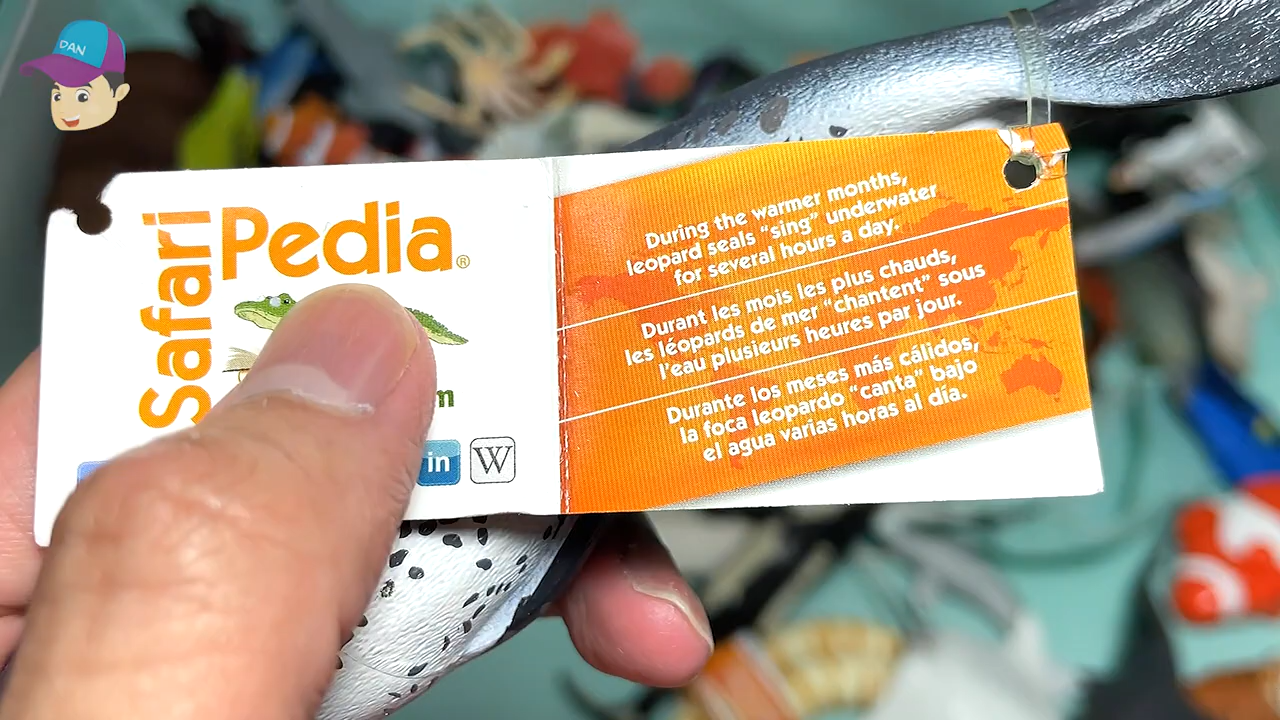 DAN
Safari
Pedia®
m
in
W
During the warmer months,
leopard seals “sing” underwater
for several hours a day.
Durant les mois les plus chauds,
les léopards de mer “chantent” sous
l’eau plusieurs heures par jour.
Durante los meses más cálidos,
la foca leopardo “canta” bajo
el agua varias horas al día.